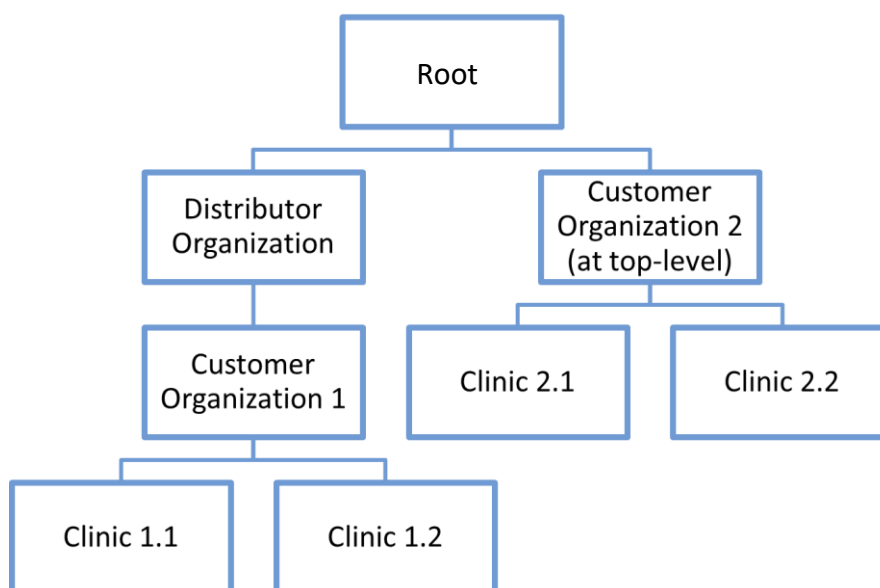 Root
Distributor
Organization
Customer
Organization 2
(at top-level)
Customer
Organization 1
Clinic 2.1
Clinic 2.2
Clinic 1.1
Clinic 1.2